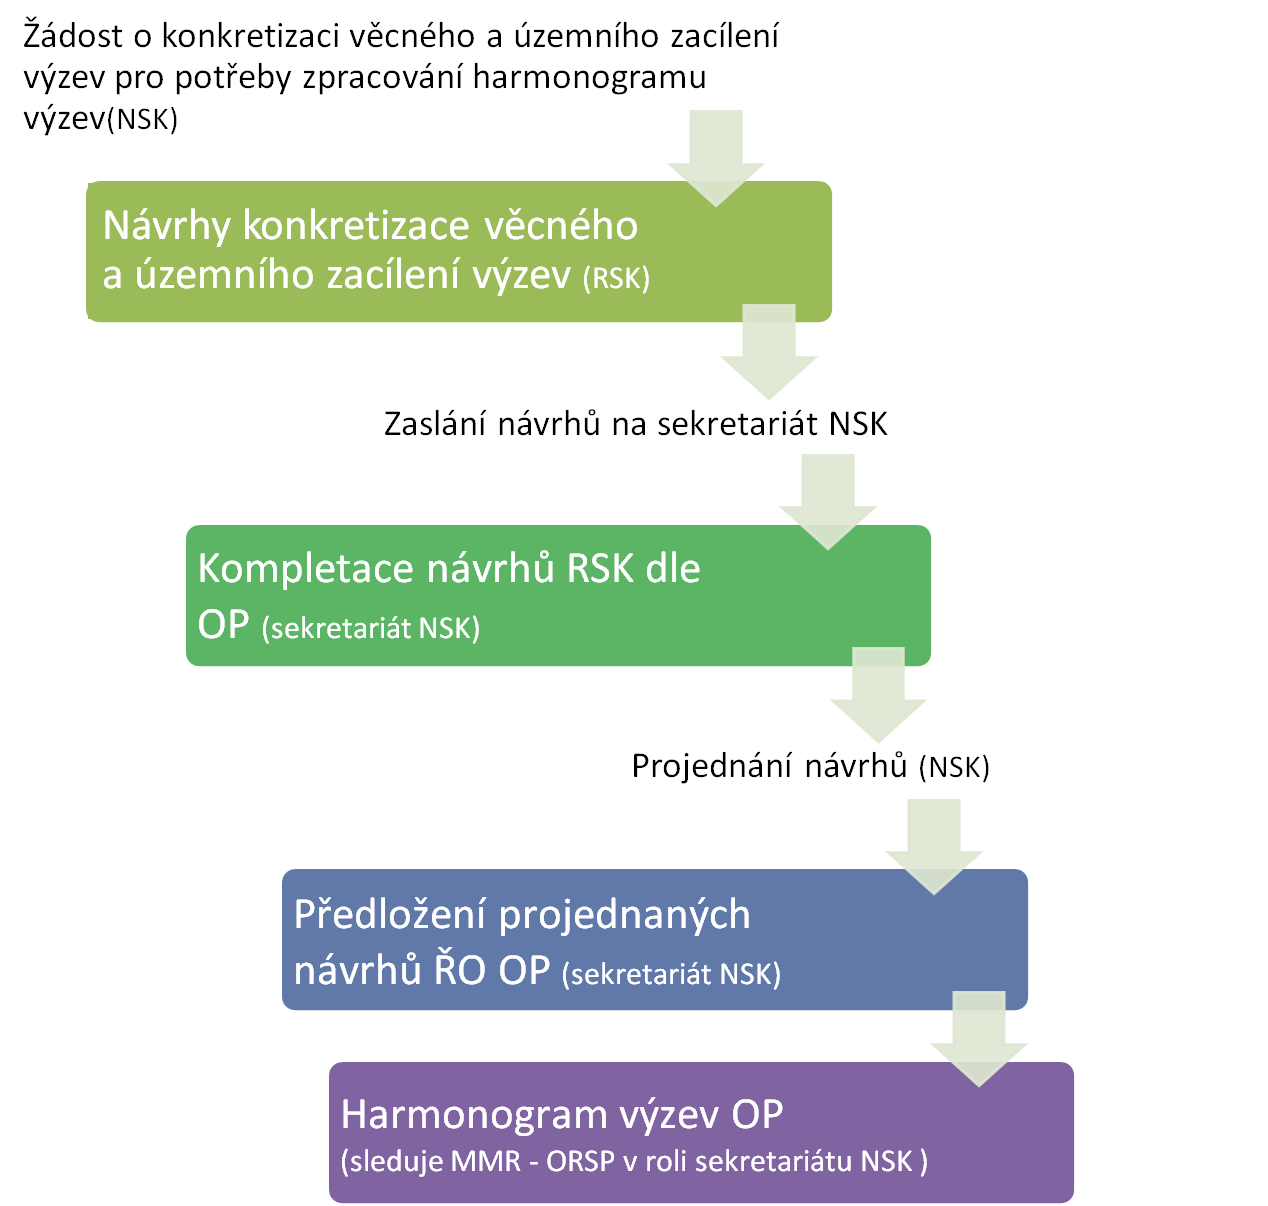 Žádost o konkretizaci věcného a územního zacílení
výzev pro potřeby zpracování harmonogramu
výzev(NSK)
Návrhy konkretizace věcného
a územního zacílení výzev (RSK)
Zaslání návrhů na sekretariát NSK
Kompletace návrhů RSK dle
OP (sekretariát NSK)
Projednání návrhů (NSK)
Předložení projednaných
návrhů ŘO OP (sekretariát NSK)
Harmonogram výzev OP
(sleduje MMR - ORSP v roli sekretariátu NSK )